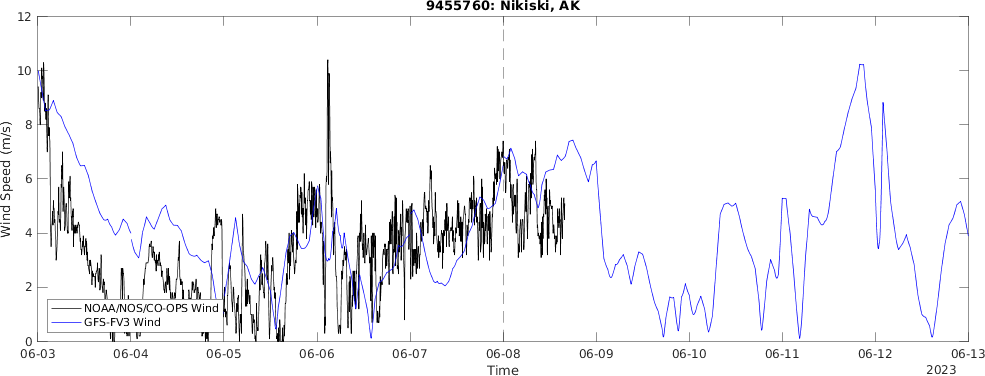 9455760: Nikiski, AK
Wind Speed (m/s)
12
10
8
6
4
2
0
NOAA/NOS/CO-OPS Wind
GFS-FV3 Wind
06-03 06-04 06-05 06-06 06-07 06-08 06-09 06-10 06-11 06-12 06-13
Time
2023